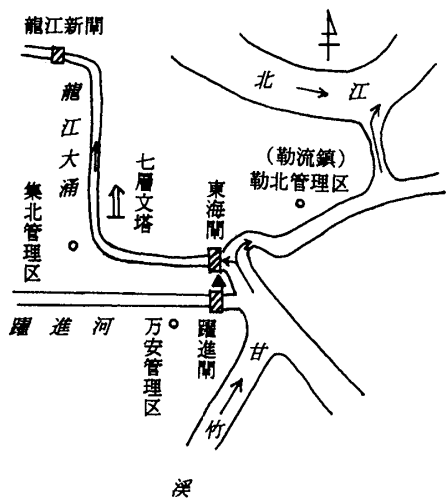 龍江新閘
北江
龍江大涌
七層文塔
(勒流鎮)
勒北管理区
東海閘
集北管理区
躍進河
万安管理区
躍進閘
甘竹溪